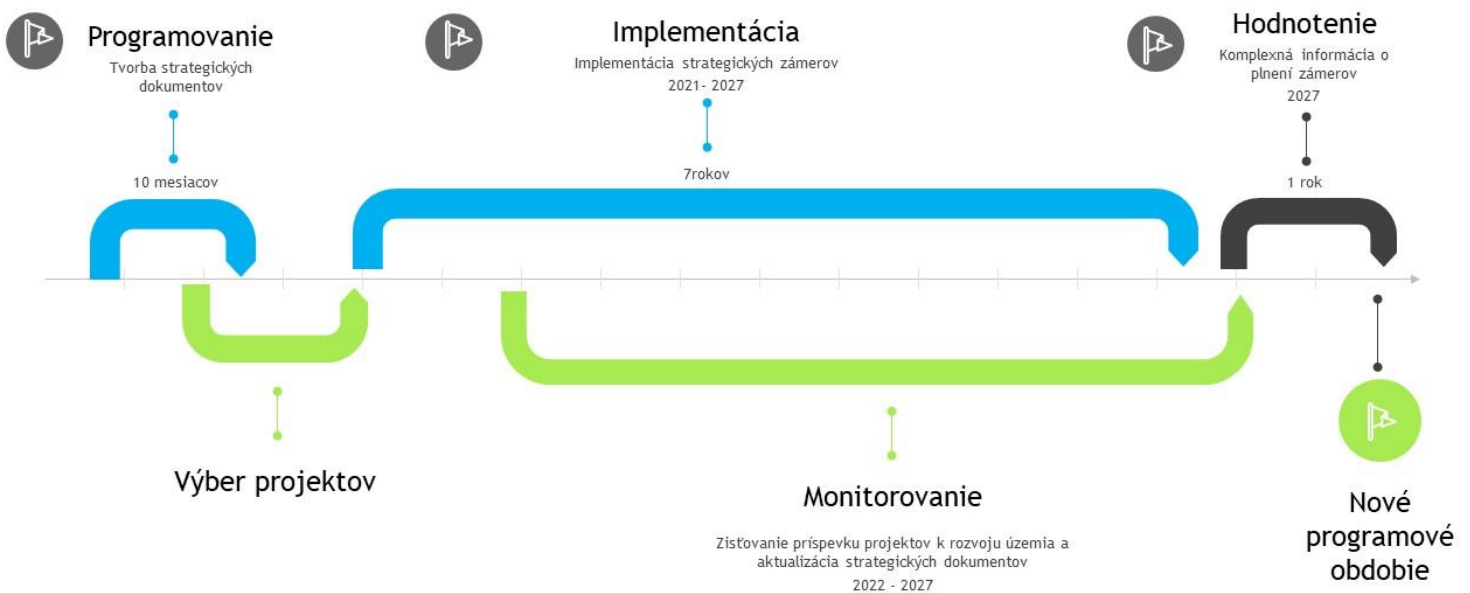 Programovanie
Tvorba strategických
dokumentov
10 mesiacov
Implementácia
Implementácia strategických zámerov
2021- 2027
7rokov
Hodnotenie
Komplexná informácia o
plnení zámerov
2027
1 rok
Výber projektov
Monitorovanie
Zisťovanie príspevku projektov k rozvoju územia a
aktualizácia strategických dokumentov
2022 - 2027
Nové
programové
obdobie